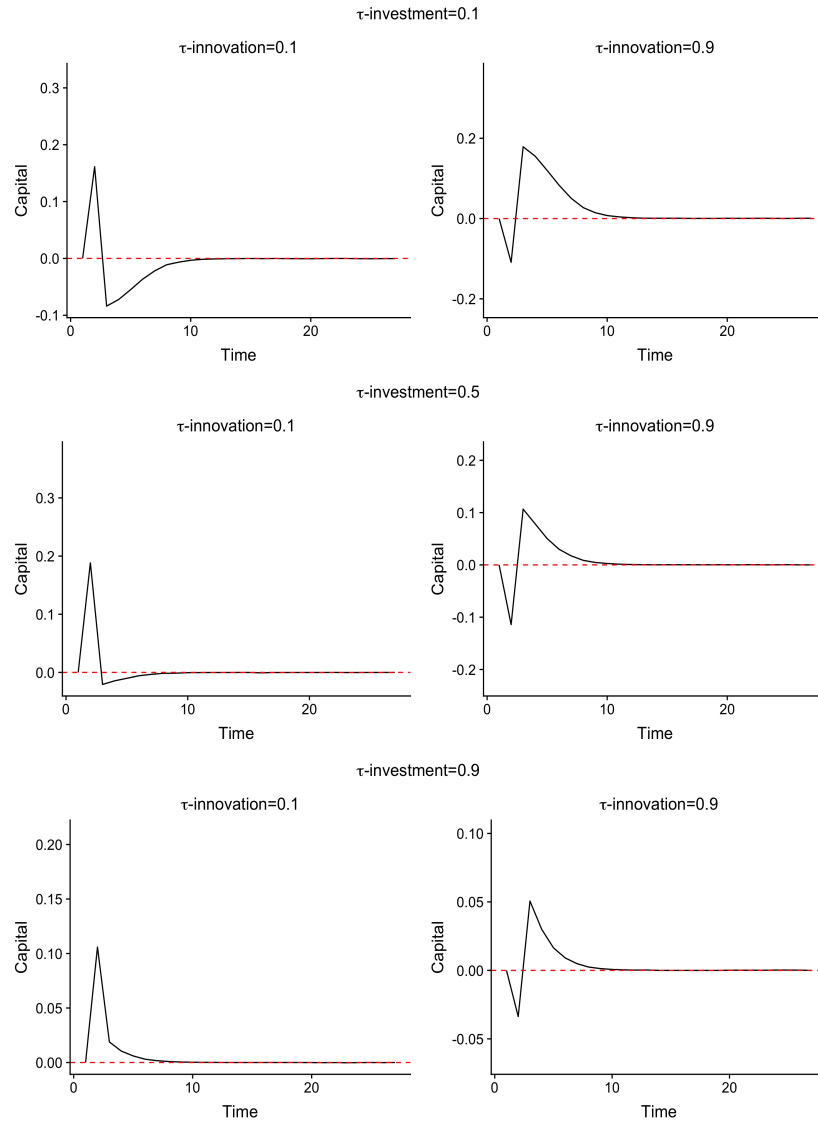 τ-investment=0.1
τ-innovation=0.1
τ-innovation=0.9
Capital
0.3
0.2
0.1
0.0
-0.1
0
10
20
Time
Capital
0.2
0.0
-0.2
0
10
20
Time
τ-investment=0.5
τ-innovation=0.1
τ-innovation=0.9
Capital
0.3
0.2
0.1
0.0
0
10
20
Time
Capital
0.2
0.1
0.0
-0.1
-0.2
0
10
20
Time
τ-investment=0.9
τ-innovation=0.1
τ-innovation=0.9
Capital
0.20
0.15
0.10
0.05
0.00
0
10
20
Time
Capital
0.10
0.05
0.00
-0.05
0
10
20
Time